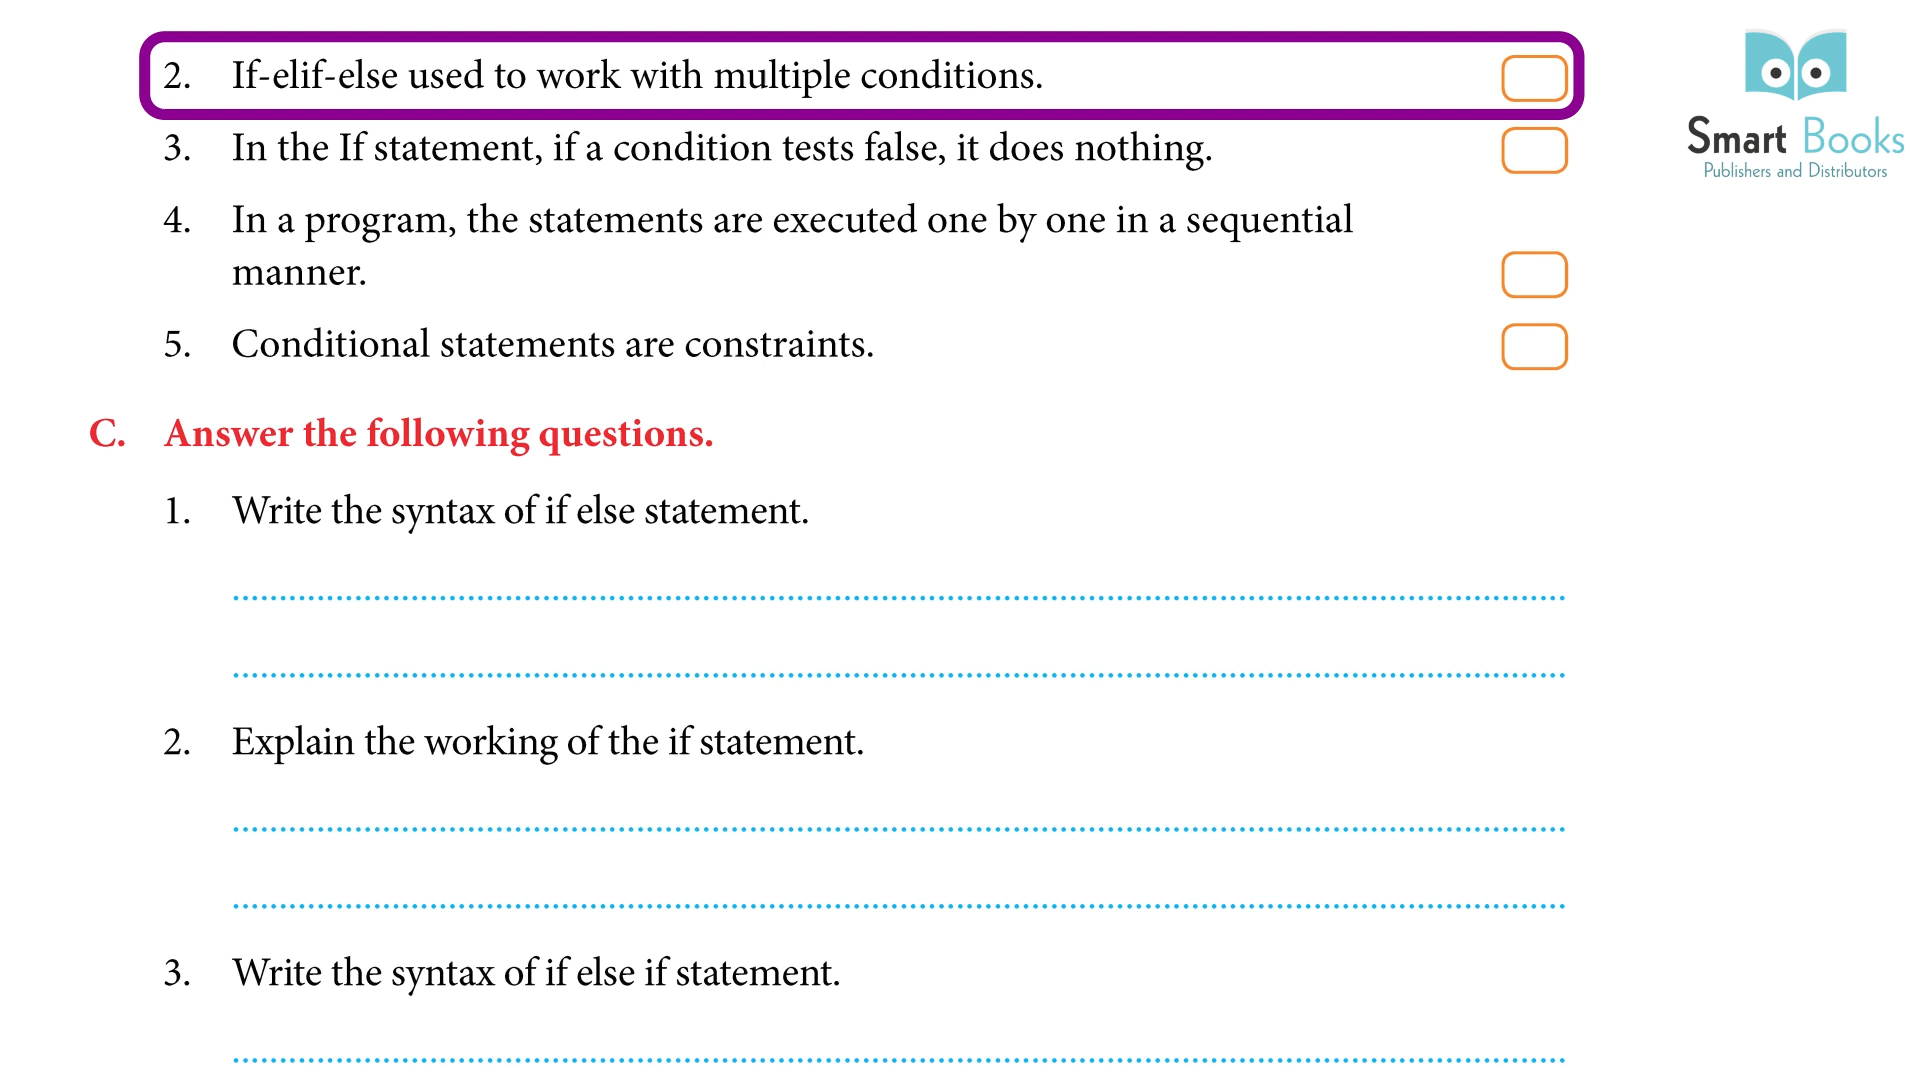 2. If-elif-else used to work with multiple conditions.
Smart Books
Publishers and Distributors
3. In the If statement, if a condition tests false, it does nothing.
4. In a program, the statements are executed one by one in a sequential
manner.
5. Conditional statements are constraints.
C. Answer the following questions.
1. Write the syntax of if else statement.
2. Explain the working of the if statement.
3. Write the syntax of if else if statement.